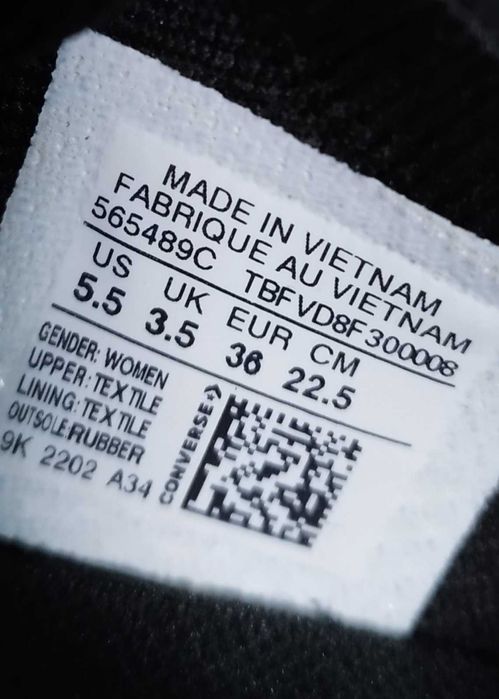 MADE IN VIETNAM
FABRIQUE AU VIETNAM
565489C TBFVD8F300008
US UK EUR CM
5.5 3.5 36 22.5
GENDER: WOMEN
UPPER: TEXTILE
LINING: TEXTILE
OUTSOLE:RUBBER
9K 2202 A34
CONVERSE